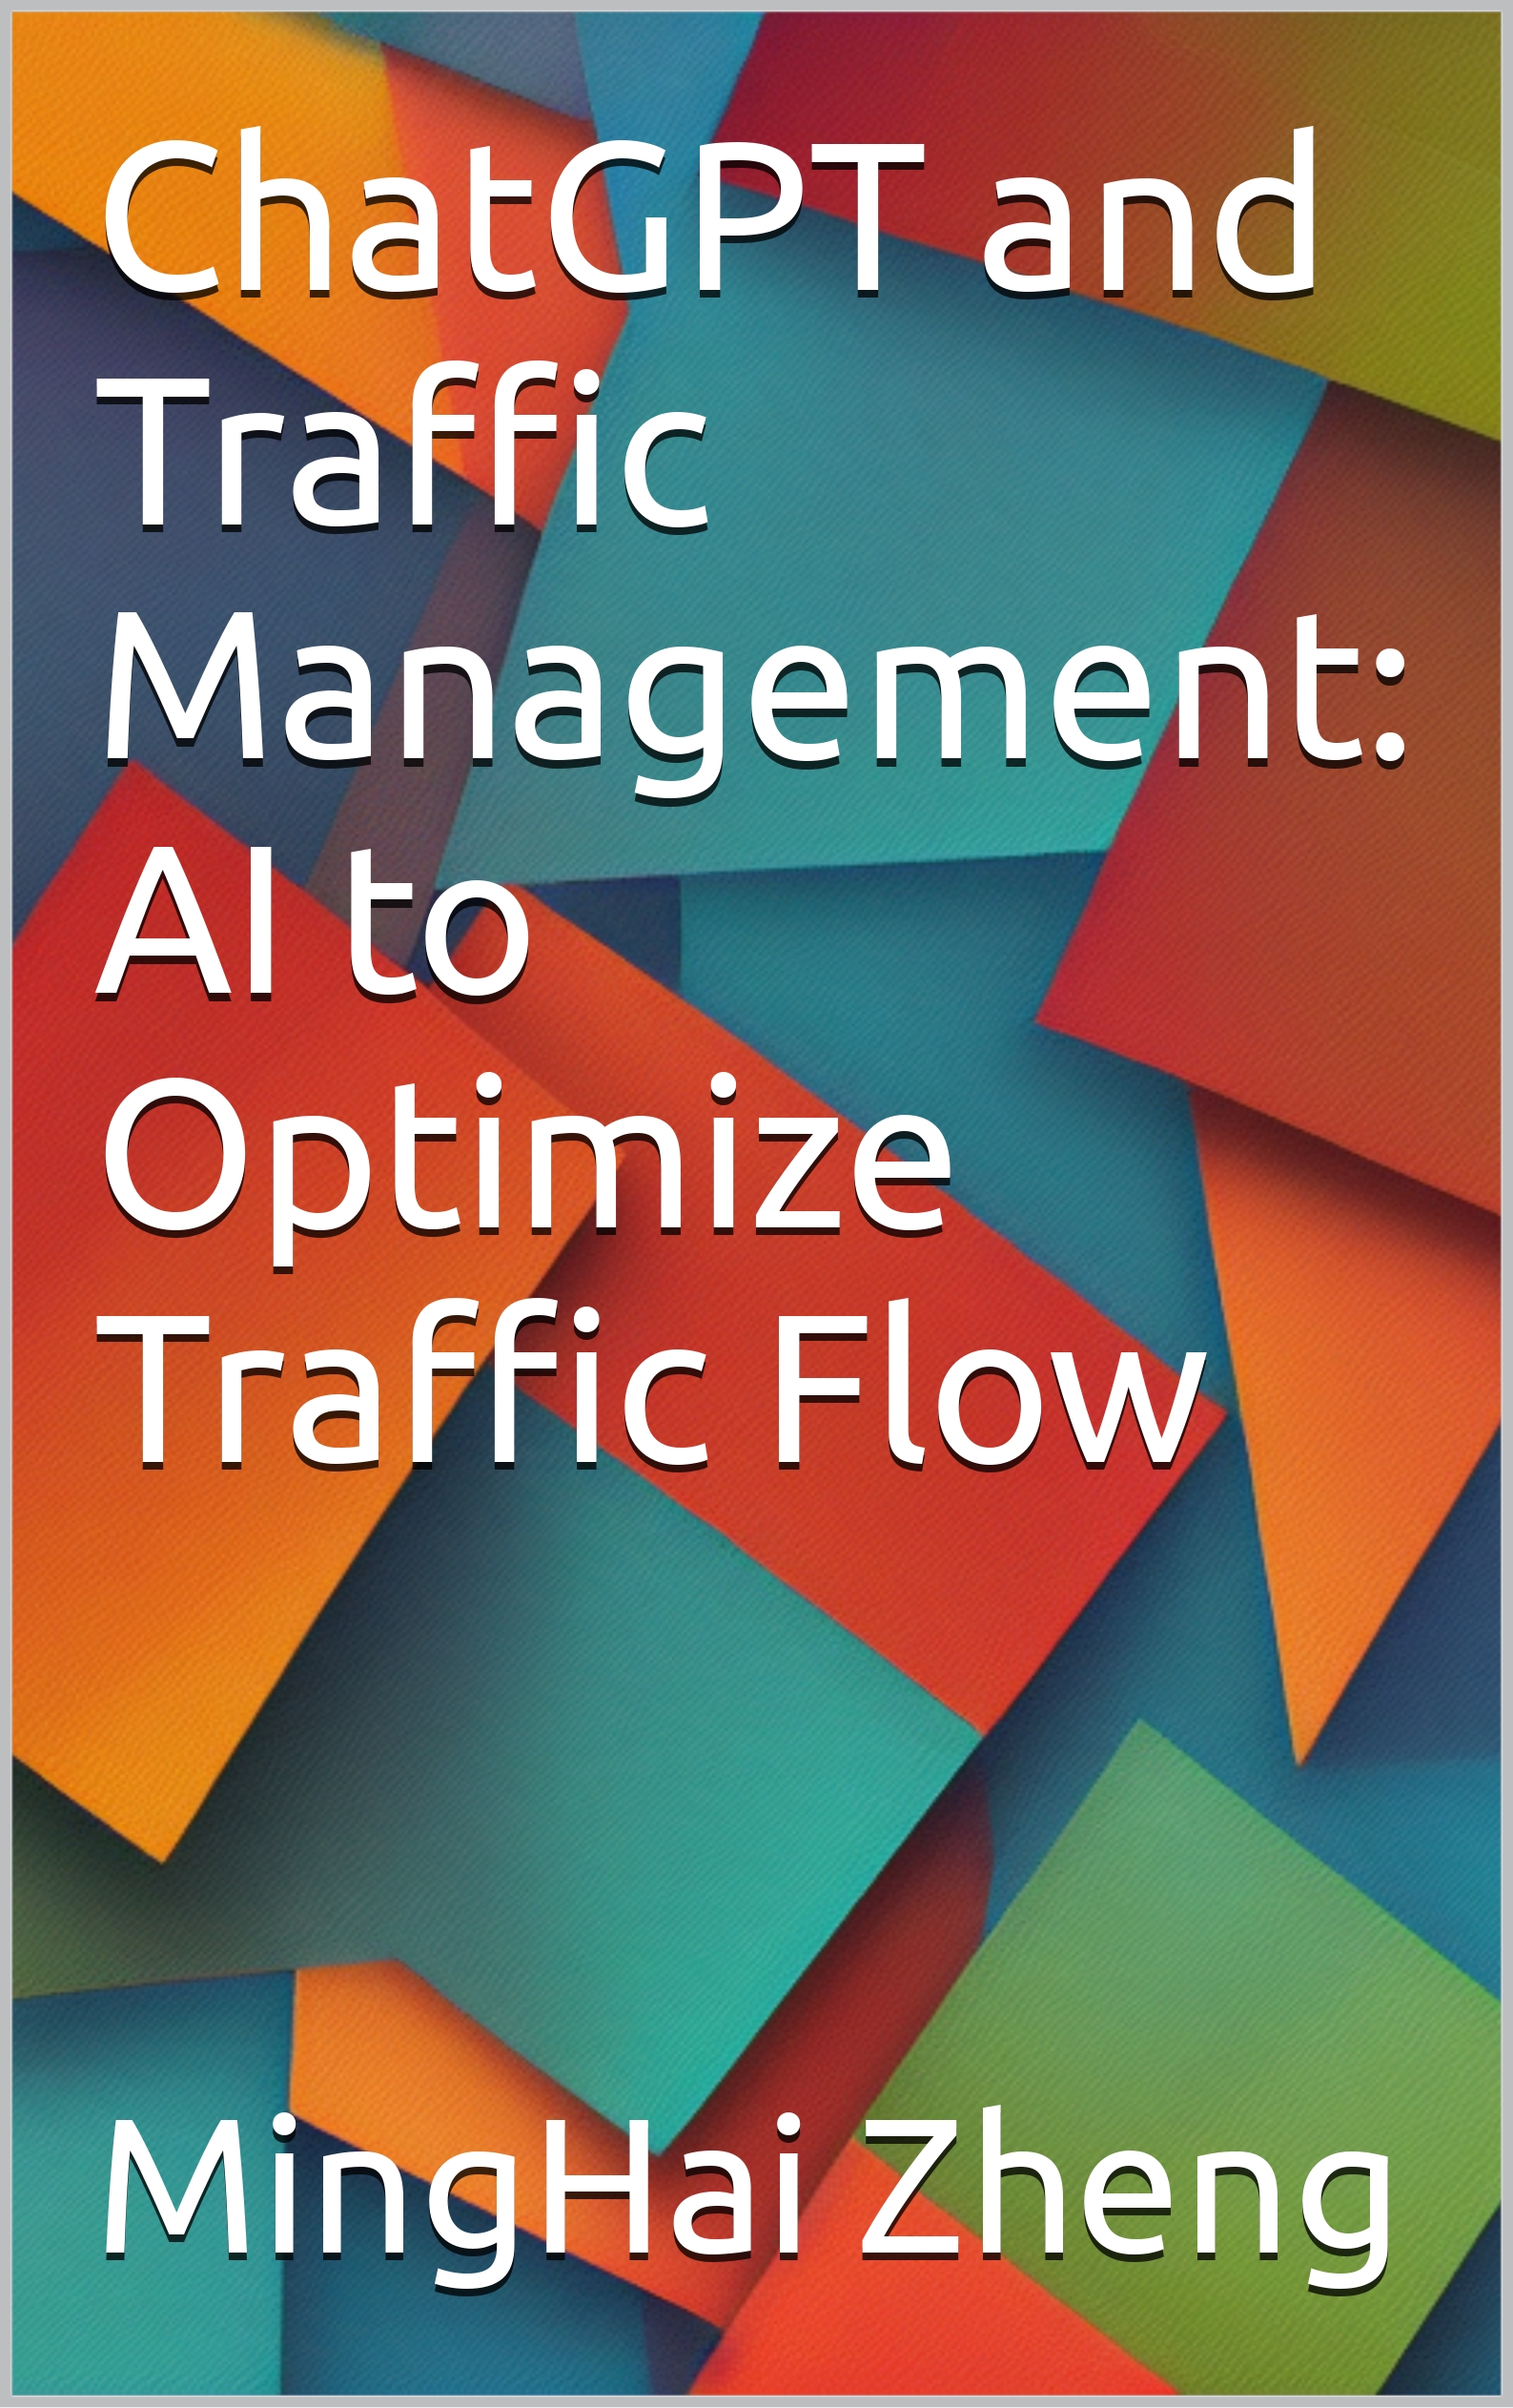 ChatGPT and
Traffic
Management:
AI to
Optimize
Traffic Flow
MingHai Zheng